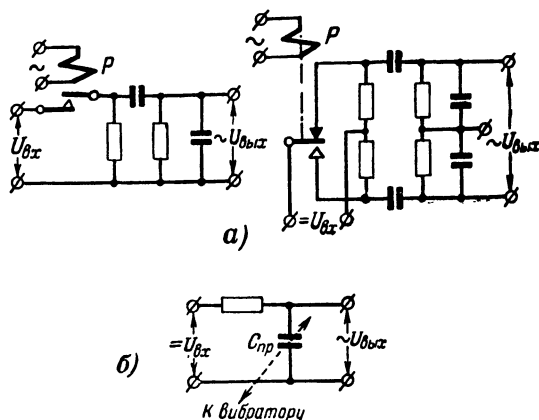 ~
P
U вх
~U вых
а)
~
P
=U вх
~U вых
б)
=U вх
C пр
~U вых
к вибратору